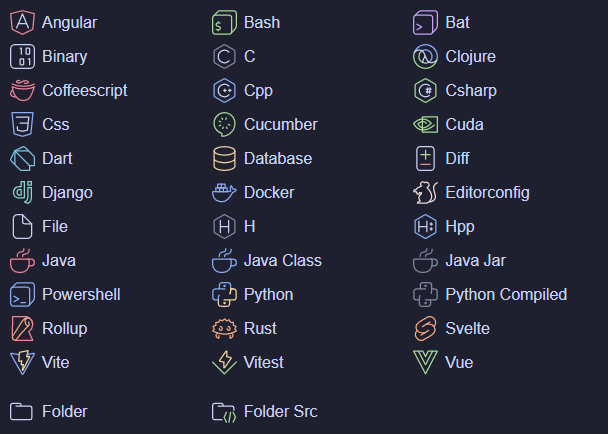 Angular Bash Bat
Binary C Clojure
Coffeescript Cpp Csharp
Css Cucumber Cuda
Dart Database Diff
Django Docker Editorconfig
File H Hpp
Java Java Class Java Jar
Powershell Python Python Compiled
Rollup Rust Svelte
Vite Vitest Vue
Folder Folder Src